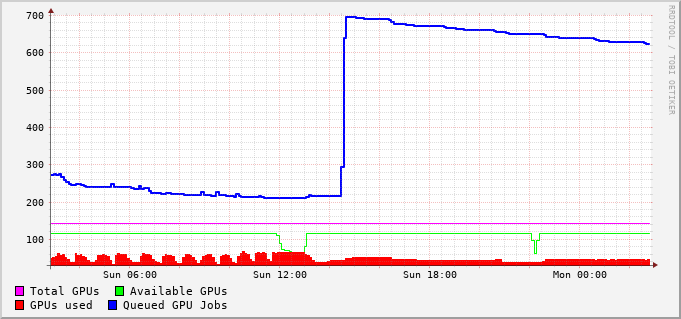 700
600
500
400
300
200
100
Sun 06:00 Sun 12:00 Sun 18:00 Mon 00:00
Total GPUs Available GPUs
GPUs used Queued GPU Jobs
RRDTOOL / TOBI OETIKER